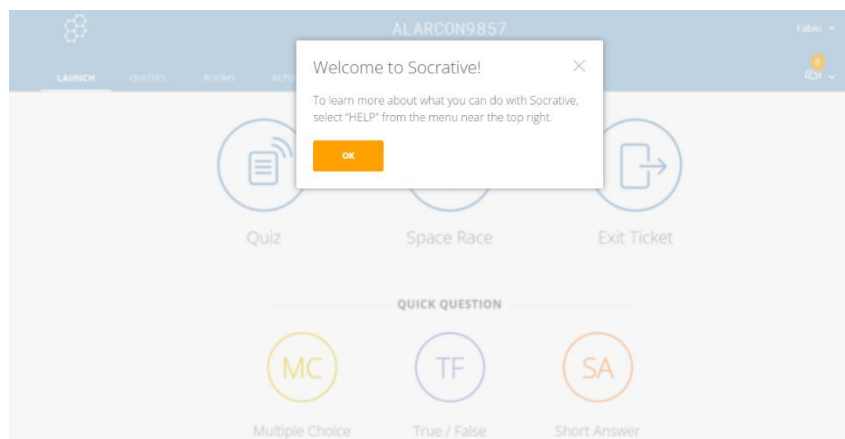 ALARCON9857
Fabio
LAUNCH QUIZZES ROOMS REPO
0
Welcome to Socrative!
To learn more about what you can do with Socrative,
select "HELP" from the menu near the top right.
OK
Quiz Space Race Exit Ticket
QUICK QUESTION
MC TF SA
Multiple Choice True / False Short Answer